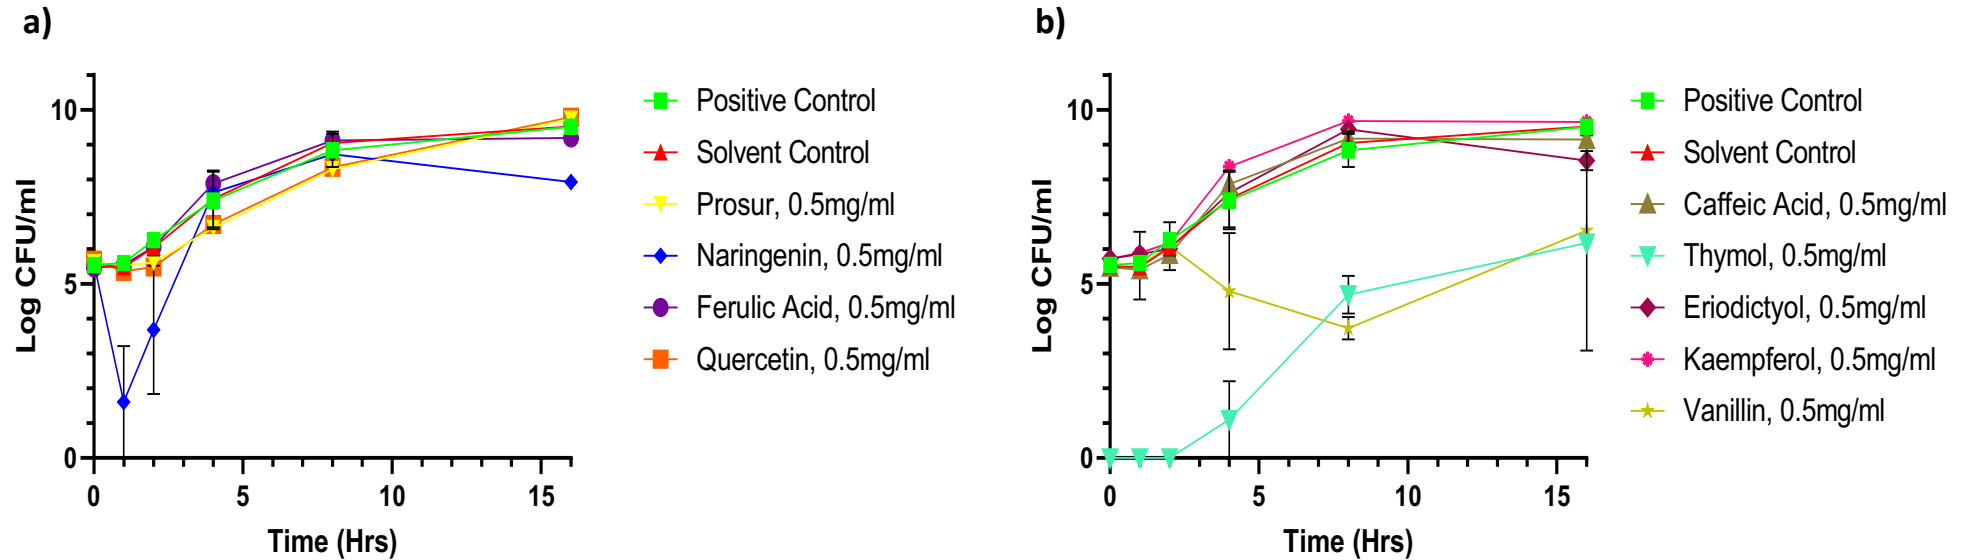 a)
10
5
0
0
5
10
15
Log CFU/ml
Time (Hrs)
Positive Control
Solvent Control
Prosur, 0.5mg/ml
Naringenin, 0.5mg/ml
Ferulic Acid, 0.5mg/ml
Quercetin, 0.5mg/ml
b)
10
5
0
0
5
10
15
Log CFU/ml
Time (Hrs)
Positive Control
Solvent Control
Caffeic Acid, 0.5mg/ml
Thymol, 0.5mg/ml
Eriodictyol, 0.5mg/ml
Kaempferol, 0.5mg/ml
Vanillin, 0.5mg/ml